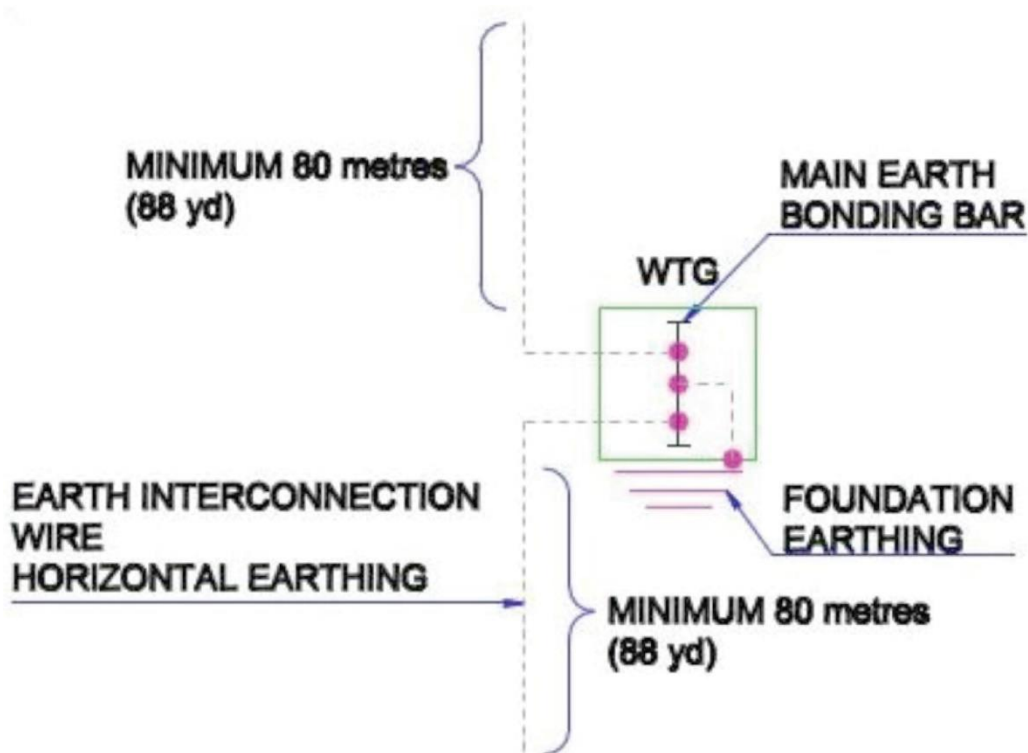 MINIMUM 80 metres
(88 yd)
MAIN EARTH
BONDING BAR
WTG
EARTH INTERCONNECTION
WIRE
HORIZONTAL EARTHING
FOUNDATION
EARTHING
MINIMUM 80 metres
(88 yd)